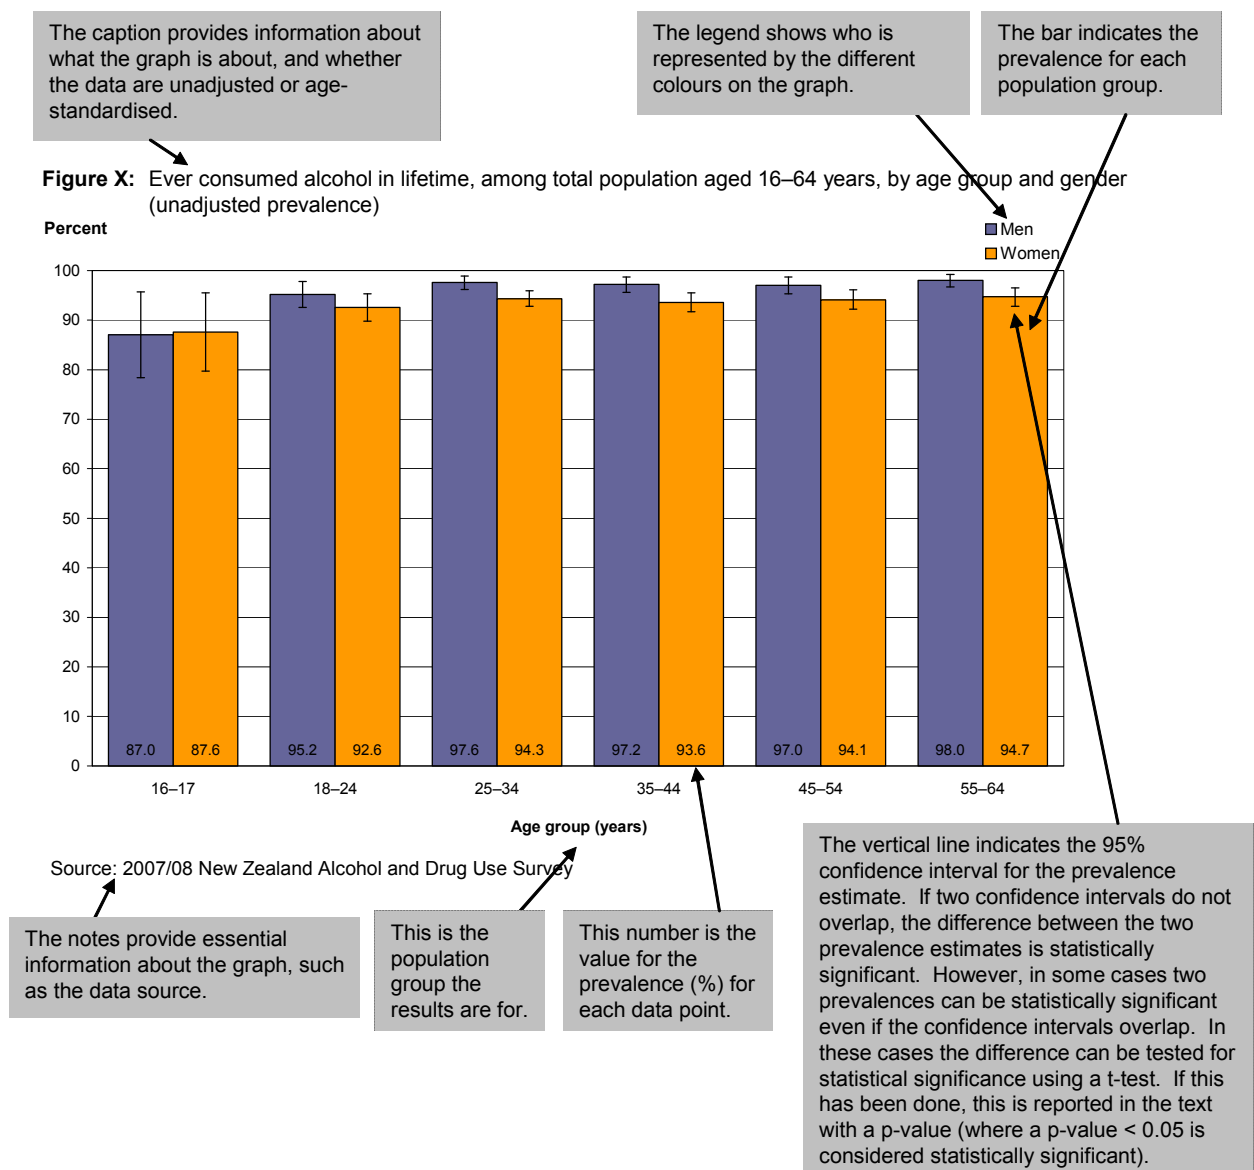 The caption provides information about
what the graph is about, and whether
the data are unadjusted or age-
standardised.
The legend shows who is
represented by the different
colours on the graph.
The bar indicates the
prevalence for each
population group.
Figure X: Ever consumed alcohol in lifetime, among total population aged 16–64 years, by age group and gender
(unadjusted prevalence)
Percent
Men
Women
100
90
80
70
60
50
40
30
20
10
0
87.0 87.6 95.2 92.6 97.6 94.3 97.2 93.6 97.0 94.1 98.0 94.7
16–17 18–24 25–34 35–44 45–54 55–64
Age group (years)
Source: 2007/08 New Zealand Alcohol and Drug Use Survey
The notes provide essential
information about the graph, such
as the data source.
This is the
population
group the
results are for.
This number is the
value for the
prevalence (%) for
each data point.
The vertical line indicates the 95%
confidence interval for the prevalence
estimate.  If two confidence intervals do not
overlap, the difference between the two
prevalence estimates is statistically
significant.  However, in some cases two
prevalences can be statistically significant
even if the confidence intervals overlap.  In
these cases the difference can be tested for
statistical significance using a t-test.  If this
has been done, this is reported in the text
with a p-value (where a p-value < 0.05 is
considered statistically significant).